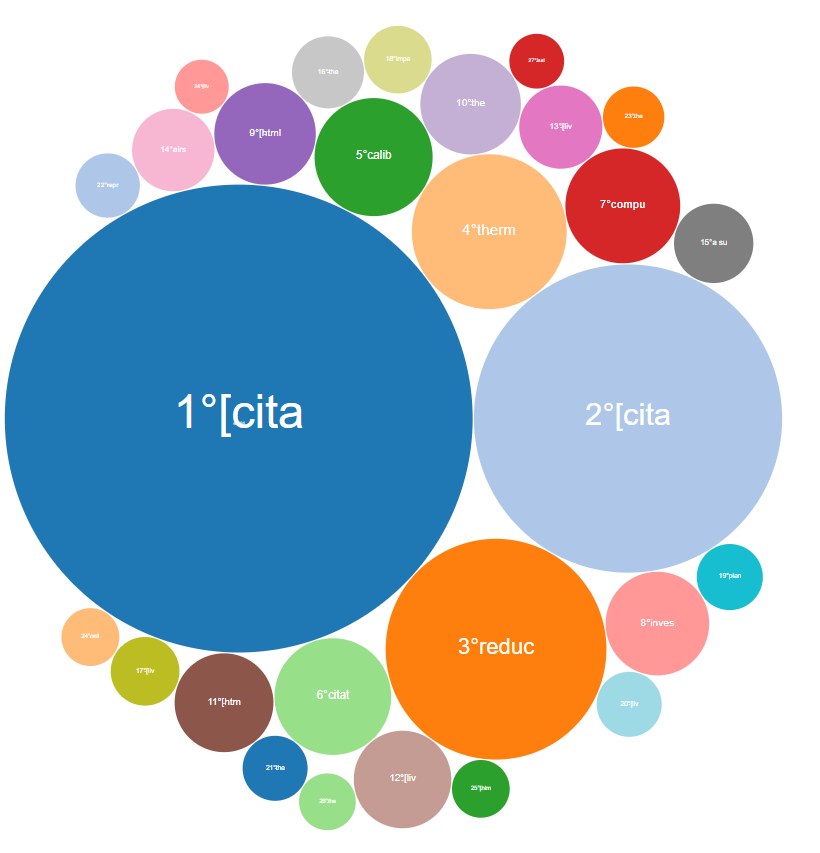 1°[cita
2°[cita
3°reduc
4°therm
5°calib
6°citat
7°compu
8°inves
9°[html
10°the
11°[htm
12°[liv
13°[liv
14°airs
15°a su
16°the
17°[liv
18°impa
19°plan
20°[liv
21°the
22°repr
23°the
25°[htm